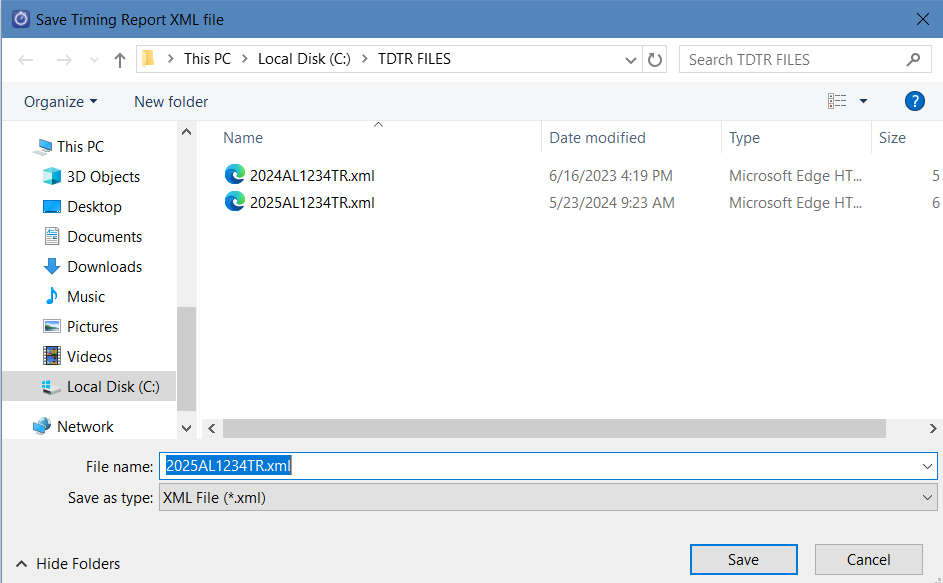 Save Timing Report XML file
This PC
Local Disk (C:)
TDTR FILES
Search TDTR FILES
Organize
New folder
?
Name
Date modified
Type
Size
This PC
3D Objects
Desktop
Documents
Downloads
Music
Pictures
Videos
Local Disk (C:)
Network
2024AL1234TR.xml 6/16/2023 4:19 PM Microsoft Edge HT... 5
2025AL1234TR.xml 5/23/2024 9:23 AM Microsoft Edge HT... 6
File name: 2025AL1234TR.xml
Save as type: XML File (*.xml)
Hide Folders
Save
Cancel